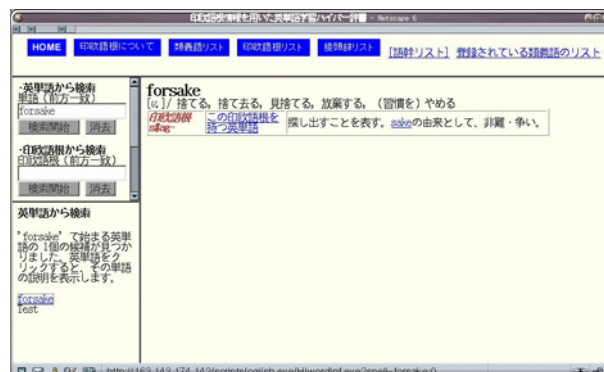 印欧語根情報を用いた英単語学習ハイパー辞書 - Netscape 6
HOME
印欧語根について
類義語リスト
印欧語根リスト
接頭辞リスト
[語幹リスト] 登録されている類義語のリスト
・英単語から検索
単語(前方一致)
forsake
検索開始 消去
・印欧語根から検索
印欧語根(前方一致)
検索開始 消去
英単語から検索
"forsake" で始まる英単
語の 1個の候補が見つか
りました。英単語をク
リックすると、その単語
の説明を表示します。
forsake
Test
forsake
[v.]/ 捨てる, 捨て去る, 見捨てる, 放棄する, (習慣を) やめる
印欧語根
この印欧語根を
持つ英単語
探し出すことを表す。sakeの由来として、非難・争い。